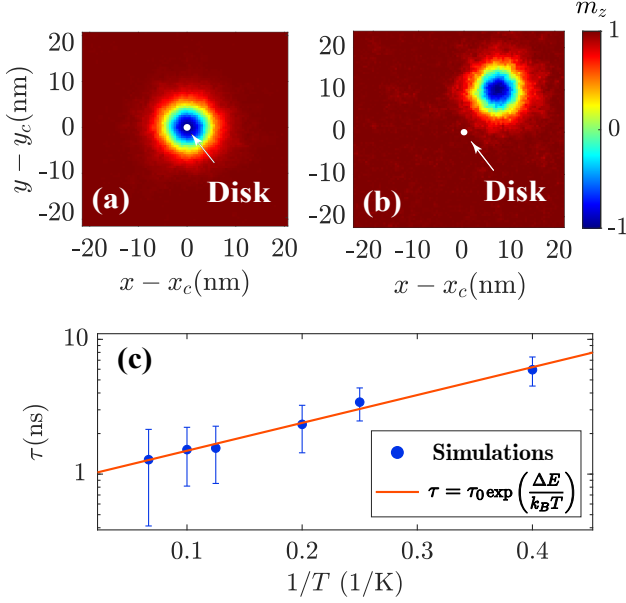 m_z
20
10
0
-10
-20
y − y_c(nm)
(a)
Disk
-20 -10 0 10 20
x − x_c(nm)
20
10
0
-10
-20
(b)
Disk
-20 -10 0 10 20
x − x_c(nm)
1
0
-1
(c)
10
1
τ(ns)
Simulations
τ = τ₀ exp(ΔE/k_BT)
0.1 0.2 0.3 0.4
1/T (1/K)